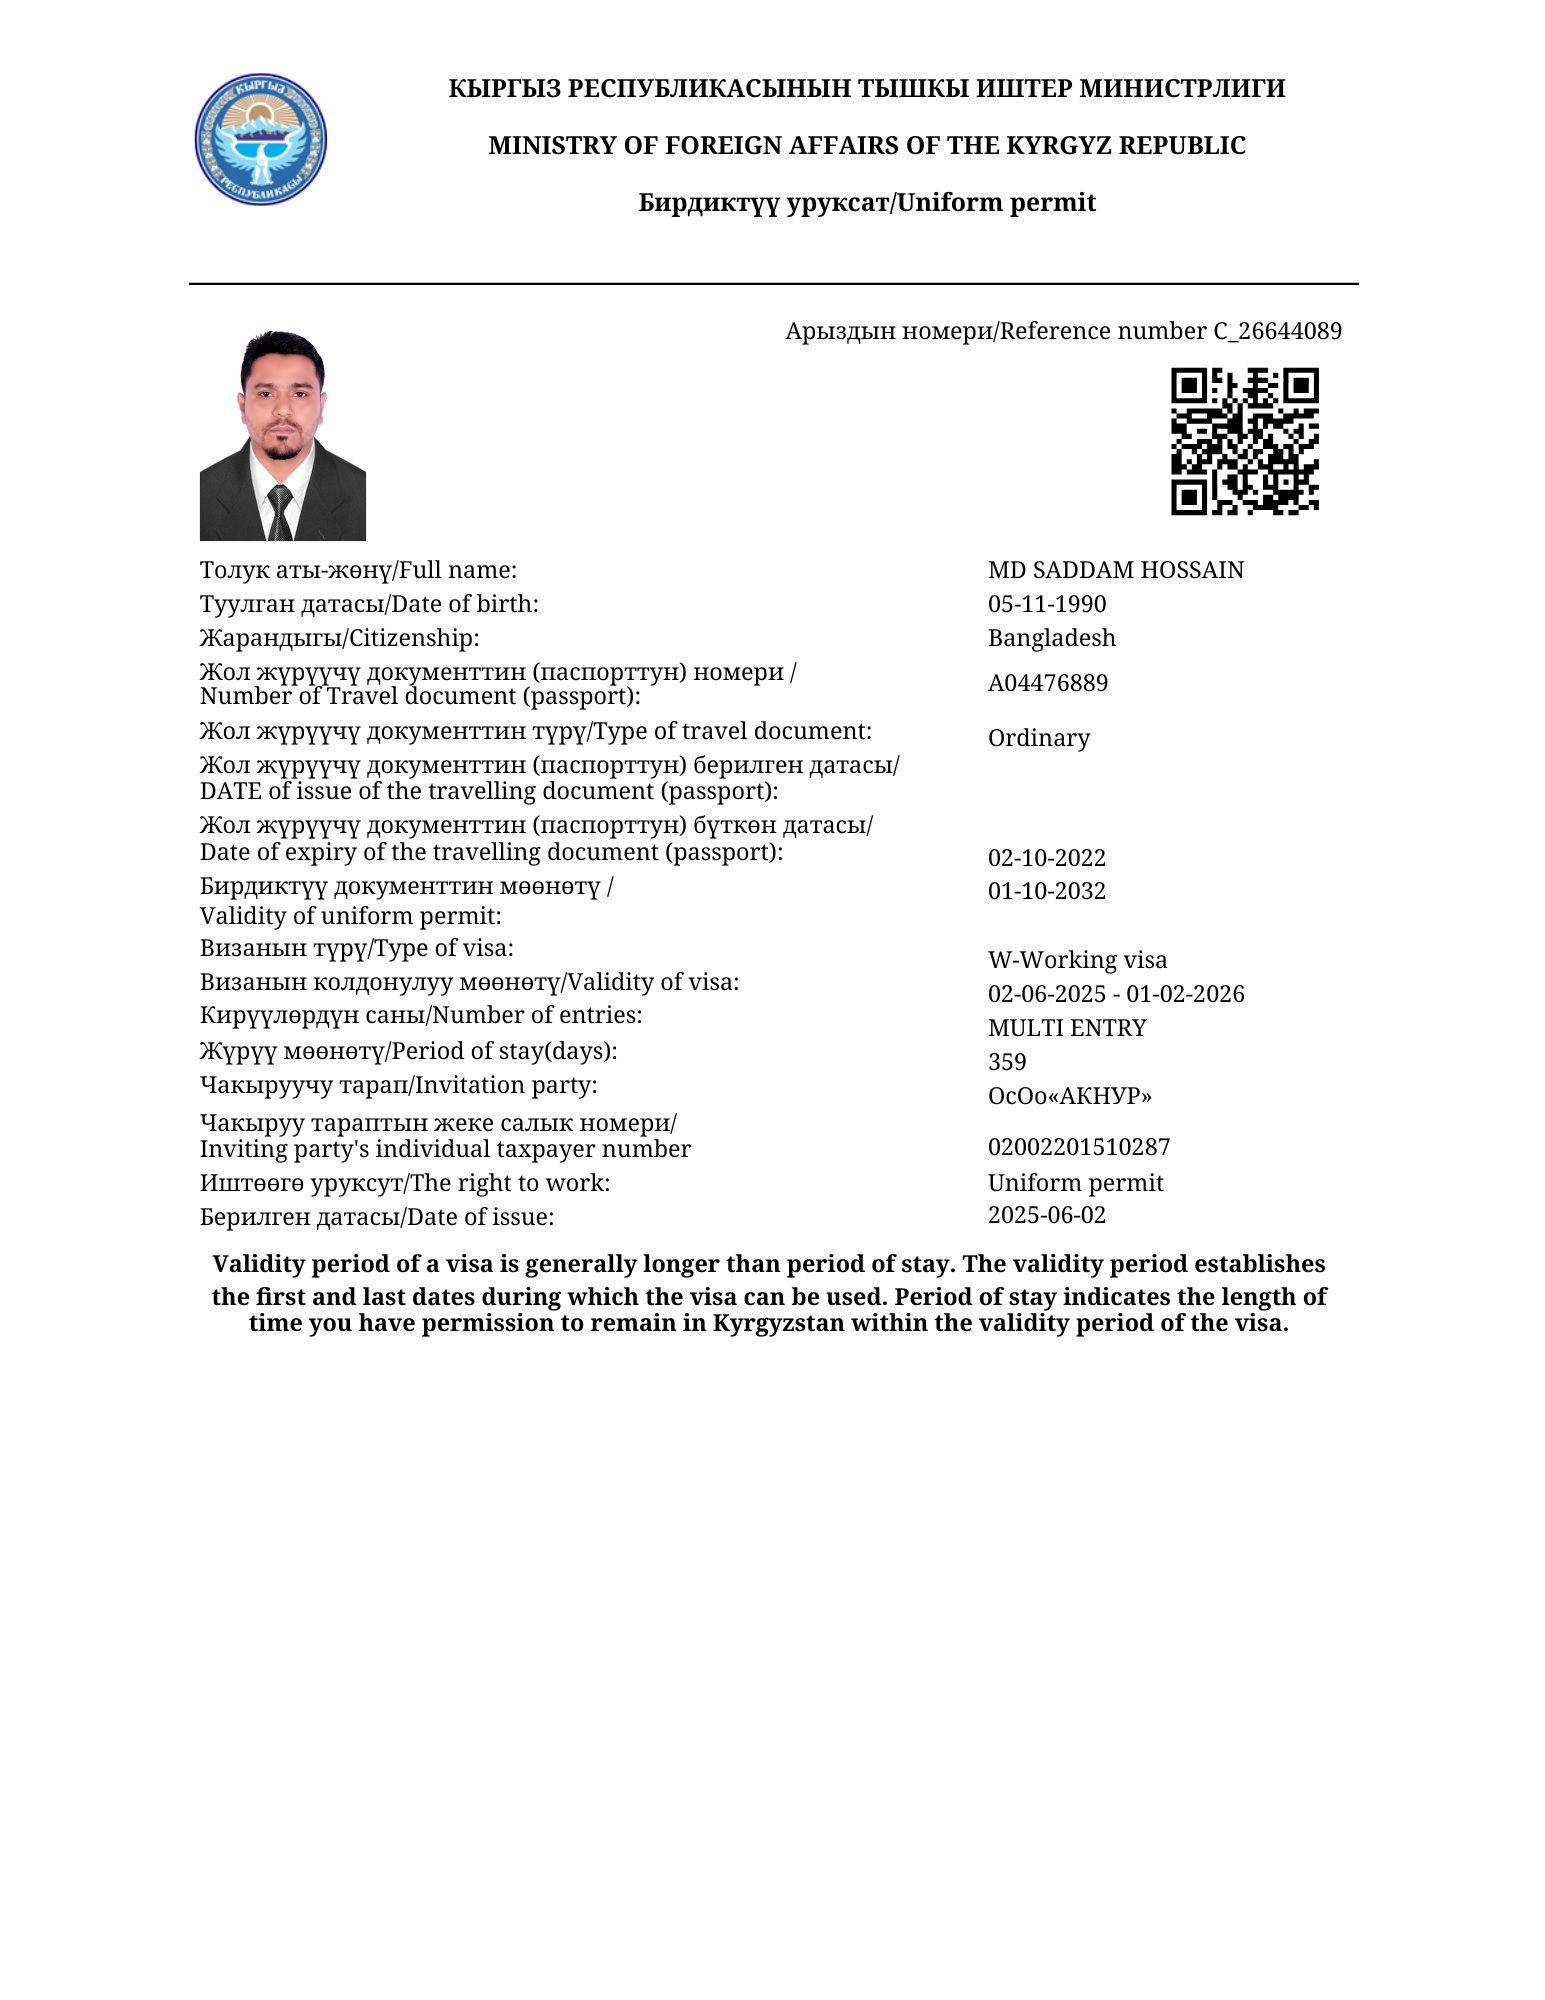 КЫРГЫЗ
РЕСПУБЛИКАСЫ
КЫРГЫЗ РЕСПУБЛИКАСЫНЫН ТЫШКЫ ИШТЕР МИНИСТРЛИГИ
MINISTRY OF FOREIGN AFFAIRS OF THE KYRGYZ REPUBLIC
Бирдиктүү уруксат/Uniform permit
Арыздын номери/Reference number C_26644089
Толук аты-жөнү/Full name: MD SADDAM HOSSAIN
Туулган датасы/Date of birth: 05-11-1990
Жарандыгы/Citizenship: Bangladesh
Жол жүрүүчү документтин (паспорттун) номери /
Number of Travel document (passport): A04476889
Жол жүрүүчү документтин түрү/Type of travel document: Ordinary
Жол жүрүүчү документтин (паспорттун) берилген датасы/
DATE of issue of the travelling document (passport):
Жол жүрүүчү документтин (паспорттун) бүткөн датасы/
Date of expiry of the travelling document (passport): 02-10-2022
Бирдиктүү документтин мөөнөтү / 01-10-2032
Validity of uniform permit:
Визанын түрү/Type of visa: W-Working visa
Визанын колдонулуу мөөнөтү/Validity of visa: 02-06-2025 - 01-02-2026
Кирүүлөрдүн саны/Number of entries: MULTI ENTRY
Жүрүү мөөнөтү/Period of stay(days): 359
Чакыруучу тарап/Invitation party: ОсОо«АКНУР»
Чакыруу тараптын жеке салык номери/
Inviting party's individual taxpayer number 02002201510287
Иштөөгө уруксут/The right to work: Uniform permit
Берилген датасы/Date of issue: 2025-06-02
Validity period of a visa is generally longer than period of stay. The validity period establishes
the first and last dates during which the visa can be used. Period of stay indicates the length of
time you have permission to remain in Kyrgyzstan within the validity period of the visa.